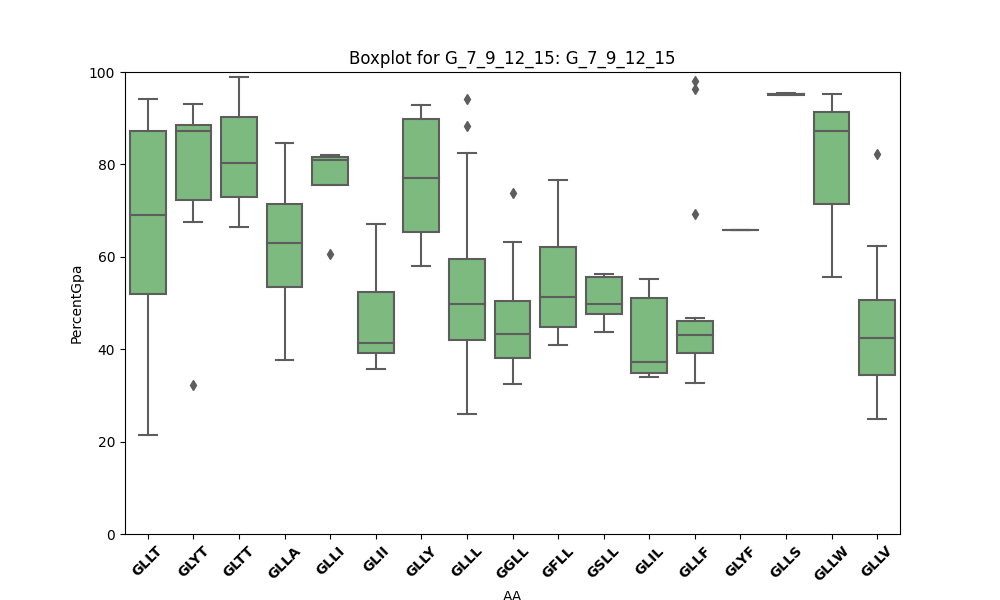 Boxplot for G_7_9_12_15: G_7_9_12_15
PercentGpa
100
80
60
40
20
0
GLLT GLYT GLTT GLLA GLLI GLII GLLY GLLL GGLL GFLL GSLL GLIL GLLF GLYF GLLS GLLW GLLV
AA